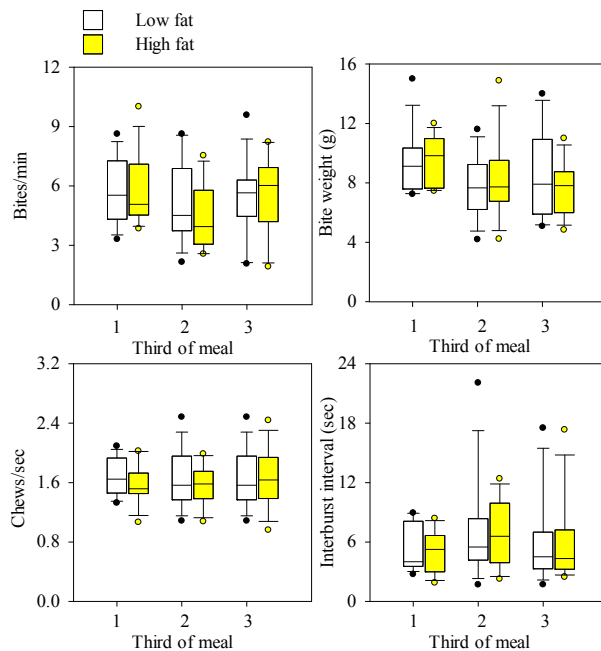 Low fat
High fat
12
9
6
3
0
Bites/min
1 2 3
Third of meal
16
12
8
4
0
Bite weight (g)
1 2 3
Third of meal
3.2
2.4
1.6
0.8
0.0
Chews/sec
1 2 3
Third of meal
24
18
12
6
0
Interburst interval (sec)
1 2 3
Third of meal